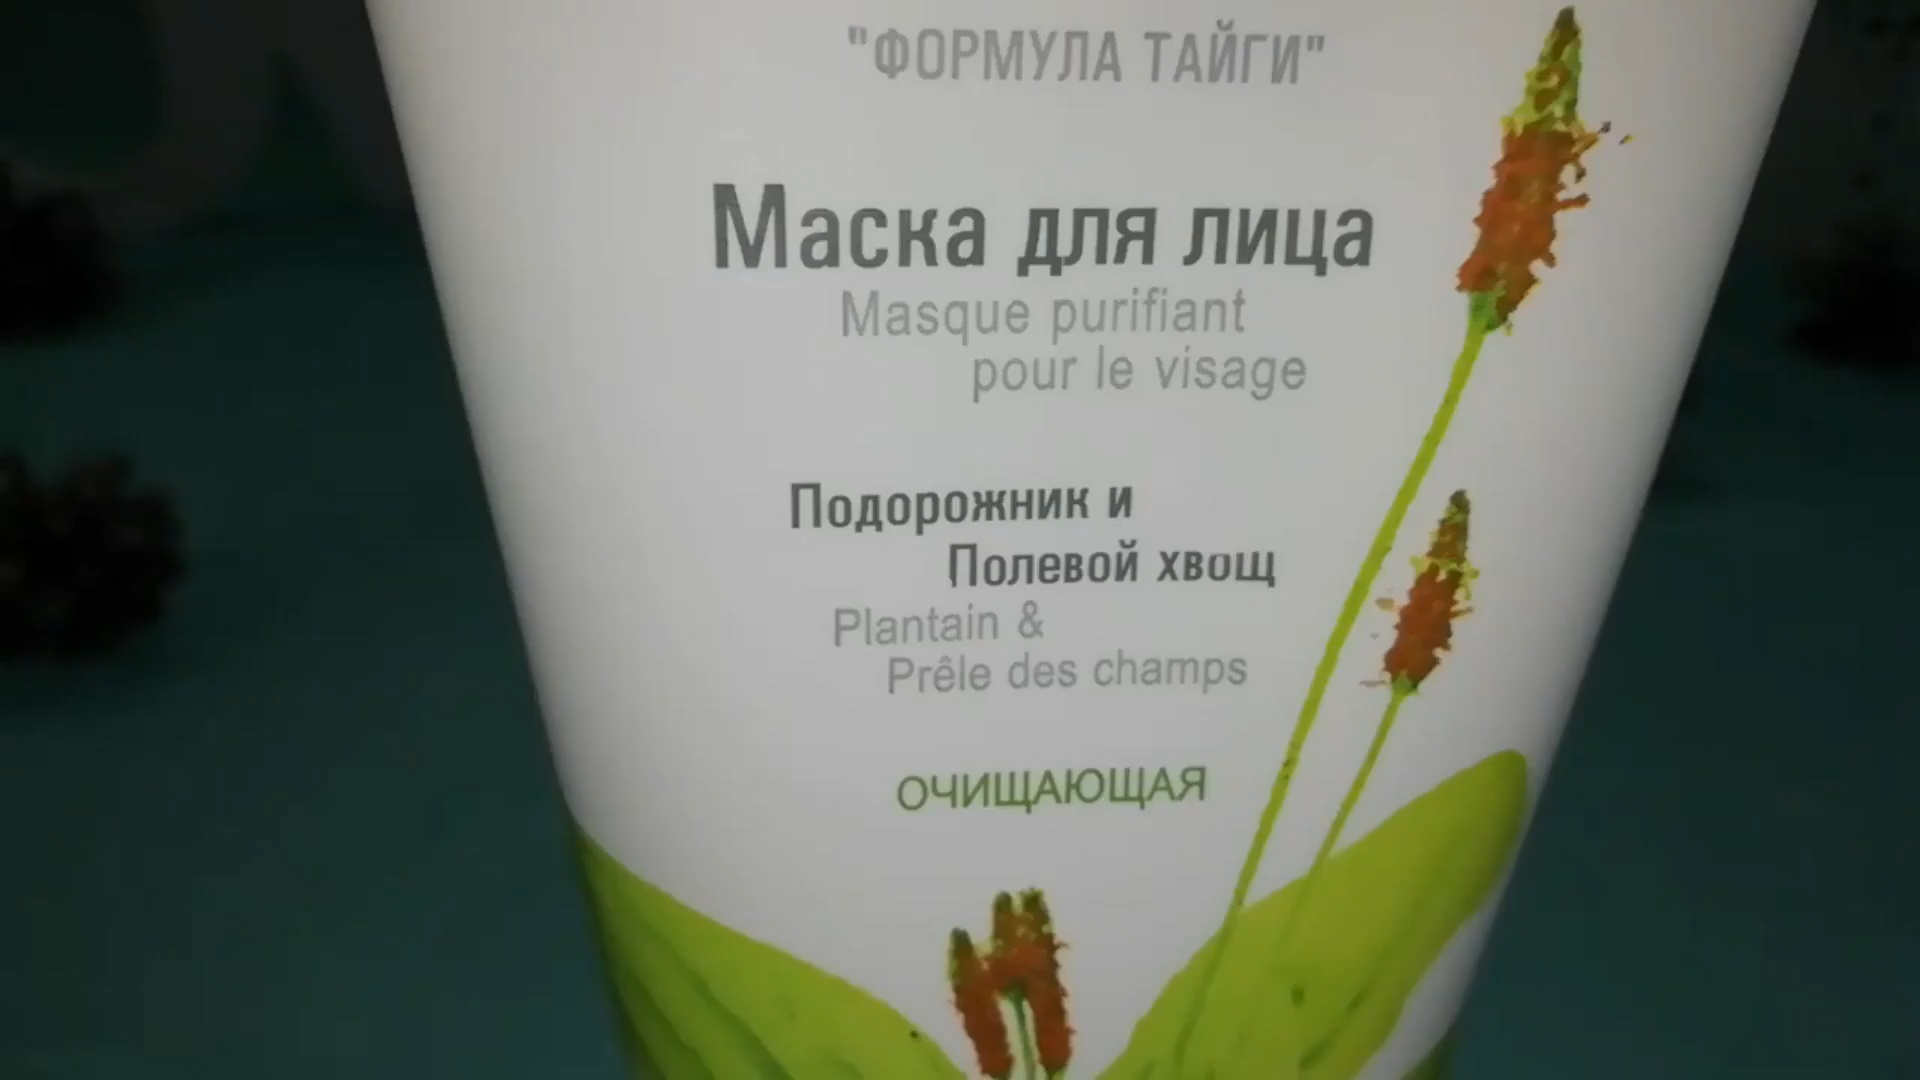 "ФОРМУЛА ТАЙГИ"
Маска для лица
Masque purifiant
pour le visage
Подорожник и
Полевой хвощ
Plantain &
Prêle des champs
ОЧИЩАЮЩАЯ